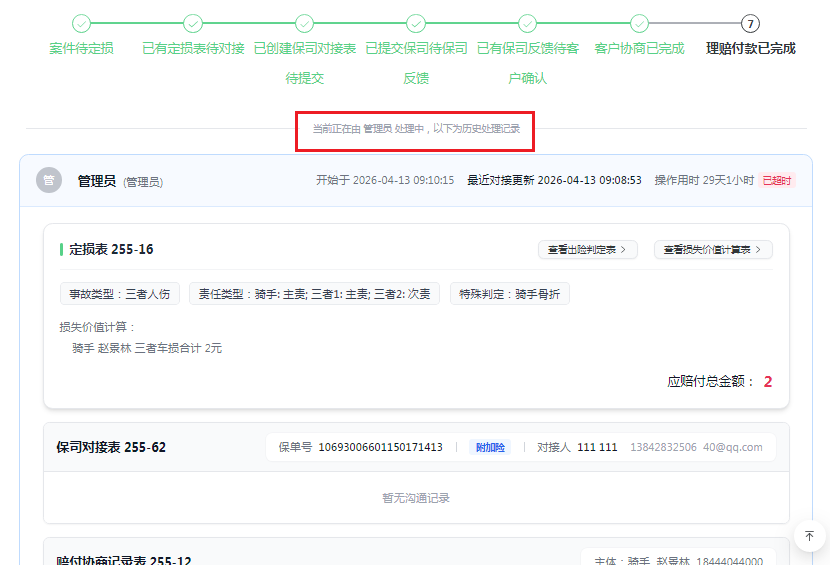 7
案件待定损
已有定损表待对接
已创建保司对接表
待提交
已提交保司待保司
反馈
已有保司反馈待客
户确认
客户协商已完成
理赔付款已完成
当前正在由 管理员 处理中，以下为历史处理记录
管 管理员 (管理员) 开始于 2026-04-13 09:10:15 最近对接更新 2026-04-13 09:08:53 操作用时 29天1小时 已超时
定损表 255-16 查看出险判定表 > 查看损失价值计算表 >
事故类型：三者人伤 责任类型：骑手: 主责; 三者1: 主责; 三者2: 次责 特殊判定：骑手骨折
损失价值计算：
骑手 赵景林 三者车损合计 2元
应赔付总金额： 2
保司对接表 255-62 保单号 10693006601150171413 附加险 对接人 111 111 13842832506 40@qq.com
暂无沟通记录
赔付协商记录表 255-12 主体：骑手 赵景林 18444044000